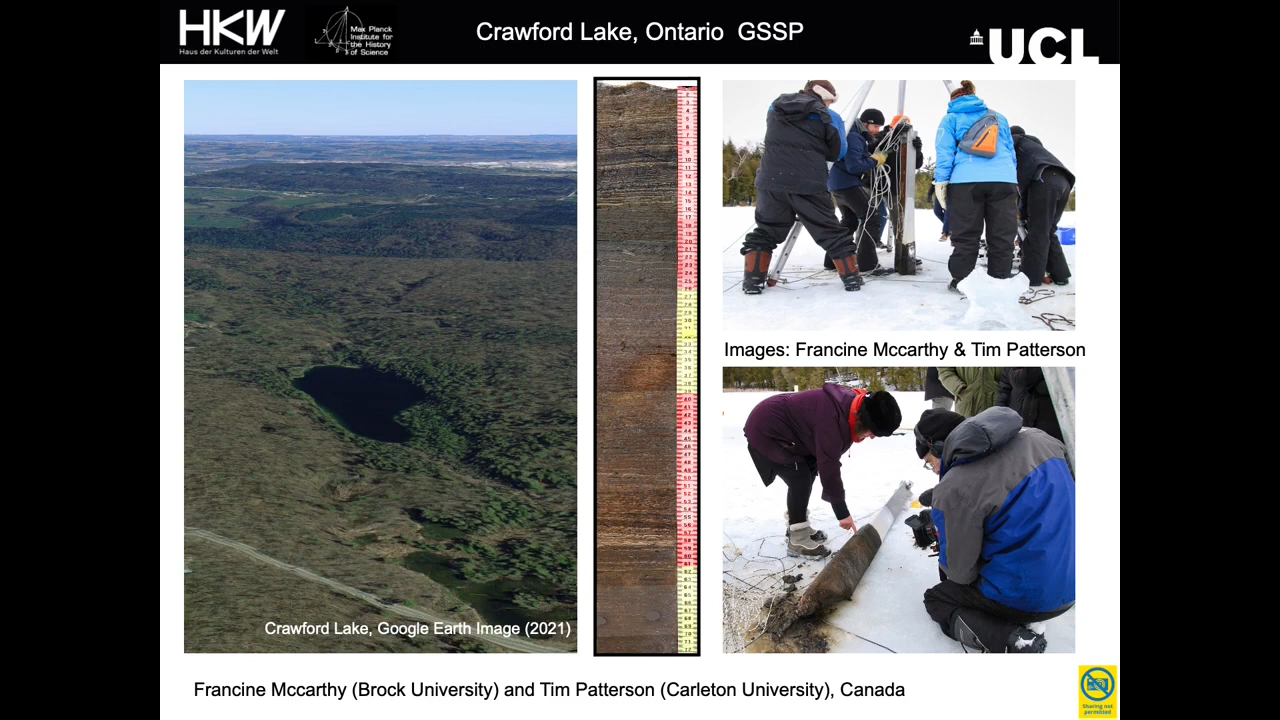 HKW
Haus der Kulturen der Welt
Max Planck
Institute for
the History
of Science
Crawford Lake, Ontario GSSP
UCL
Images: Francine Mccarthy & Tim Patterson
Crawford Lake, Google Earth Image (2021)
Francine Mccarthy (Brock University) and Tim Patterson (Carleton University), Canada
Sharing not
permitted